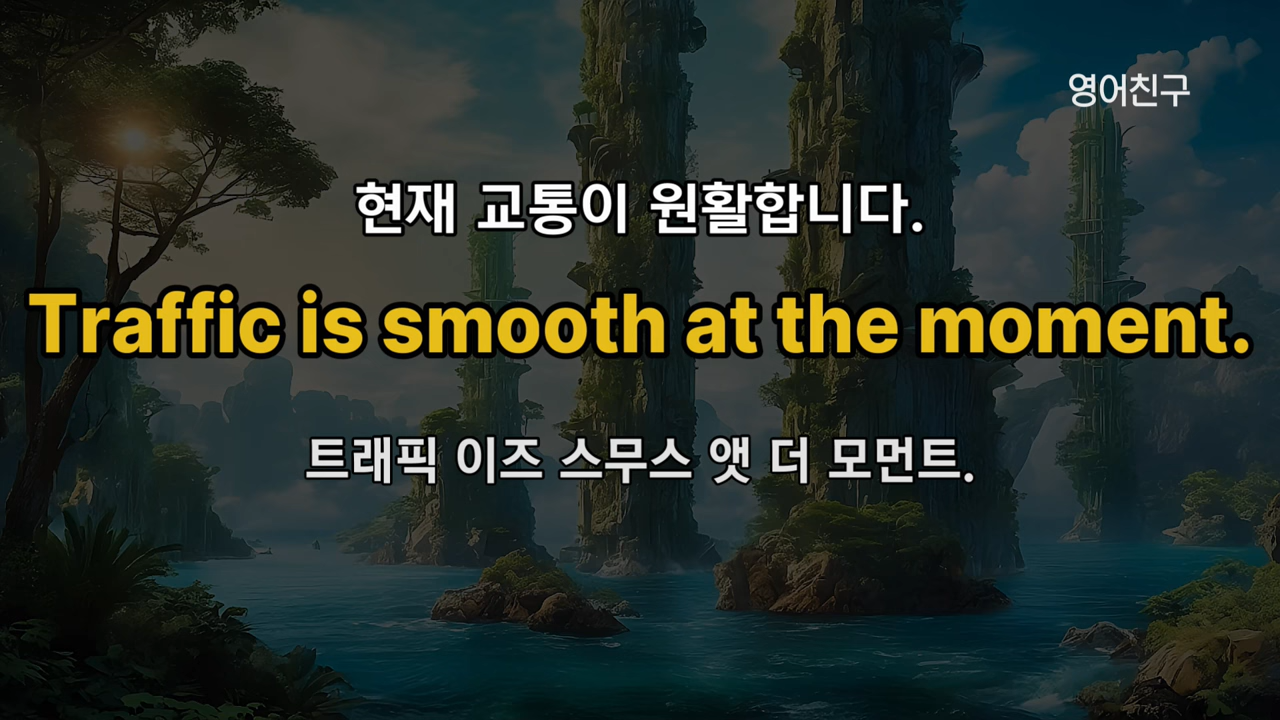 영어친구
현재 교통이 원활합니다.
Traffic is smooth at the moment.
트래픽 이즈 스무스 앳 더 모먼트.